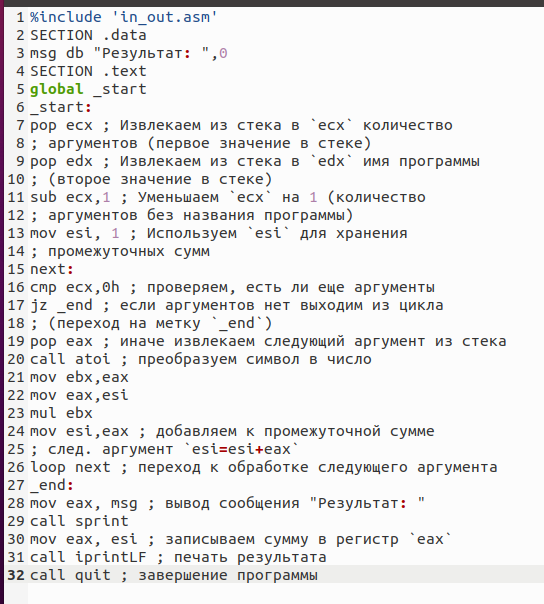 1 %include 'in_out.asm'
2 SECTION .data
3 msg db "Результат: ",0
4 SECTION .text
5 global _start
6 _start:
7 pop ecx ; Извлекаем из стека в `ecx` количество
8 ; аргументов (первое значение в стеке)
9 pop edx ; Извлекаем из стека в `edx` имя программы
10 ; (второе значение в стеке)
11 sub ecx,1 ; Уменьшаем `ecx` на 1 (количество
12 ; аргументов без названия программы)
13 mov esi, 1 ; Используем `esi` для хранения
14 ; промежуточных сумм
15 next:
16 cmp ecx,0h ; проверяем, есть ли еще аргументы
17 jz _end ; если аргументов нет выходим из цикла
18 ; (переход на метку `_end`)
19 pop eax ; иначе извлекаем следующий аргумент из стека
20 call atoi ; преобразуем символ в число
21 mov ebx,eax
22 mov eax,esi
23 mul ebx
24 mov esi,eax ; добавляем к промежуточной сумме
25 ; след. аргумент `esi=esi+eax`
26 loop next ; переход к обработке следующего аргумента
27 _end:
28 mov eax, msg ; вывод сообщения "Результат: "
29 call sprint
30 mov eax, esi ; записываем сумму в регистр `eax`
31 call iprintLF ; печать результата
32 call quit ; завершение программы